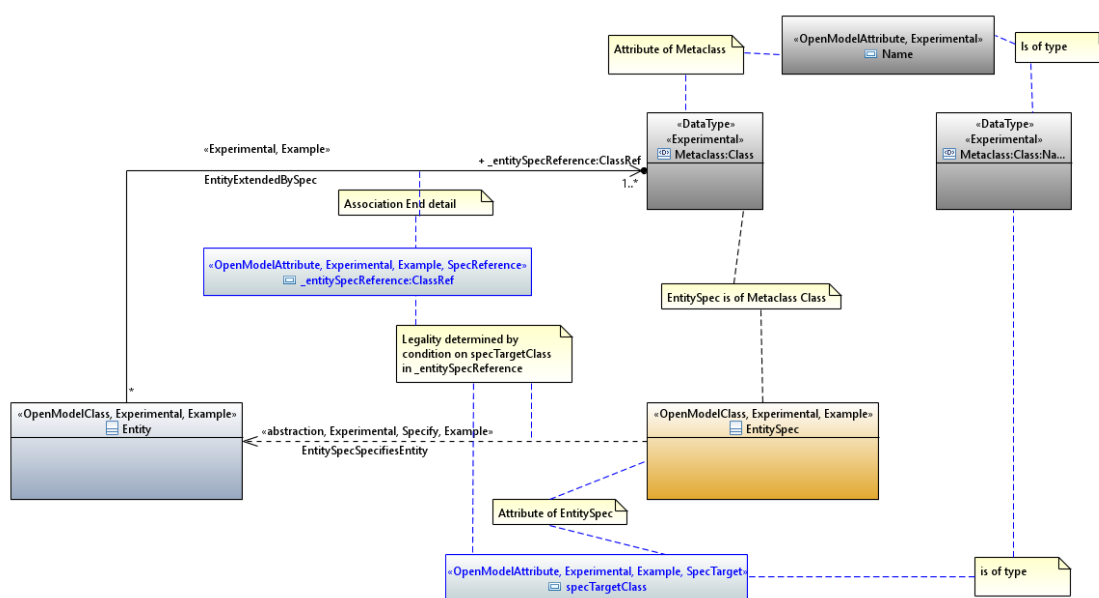 «OpenModelAttribute, Experimental»
Name
Attribute of Metaclass
Is of type
«DataType»
«Experimental»
Metaclass:Class
«DataType»
«Experimental»
Metaclass:Class:Na...
«Experimental, Example»
+ _entitySpecReference:ClassRef
EntityExtendedBySpec
1..*
Association End detail
«OpenModelAttribute, Experimental, Example, SpecReference»
_entitySpecReference:ClassRef
EntitySpec is of Metaclass Class
Legality determined by
condition on specTargetClass
in _entitySpecReference
*
«OpenModelClass, Experimental, Example»
Entity
«abstraction, Experimental, Specify, Example»
EntitySpecSpecifiesEntity
«OpenModelClass, Experimental, Example»
EntitySpec
Attribute of EntitySpec
«OpenModelAttribute, Experimental, Example, SpecTarget»
specTargetClass
is of type